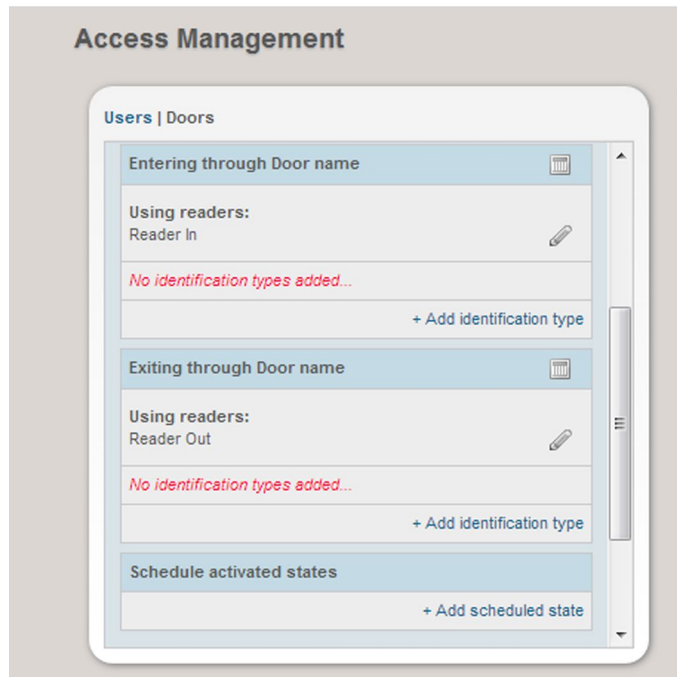 Access Management
Users | Doors
Entering through Door name
Using readers:
Reader In
No identification types added...
+ Add identification type
Exiting through Door name
Using readers:
Reader Out
No identification types added...
+ Add identification type
Schedule activated states
+ Add scheduled state